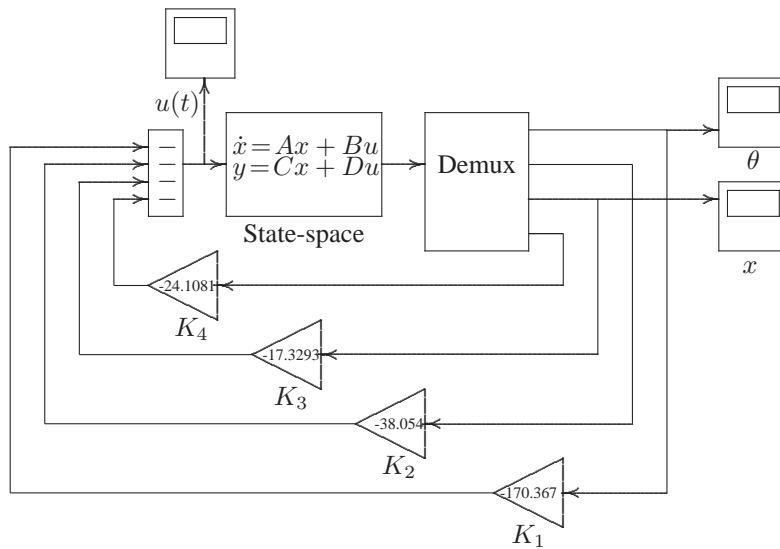 u(t)
ẋ=Ax + Bu
y=Cx + Du
State-space
Demux
θ
x
−
−
−
−
-24.1081
K₄
-17.3293
K₃
-38.054
K₂
-170.367
K₁